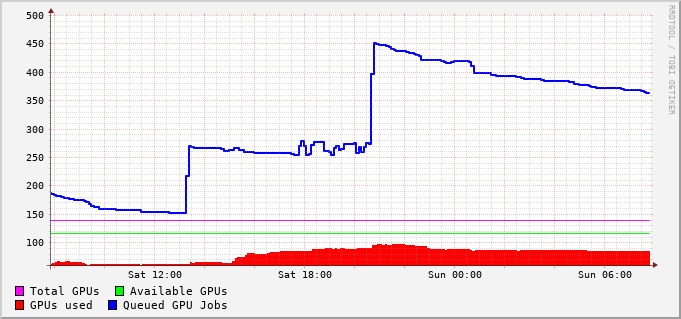 500
450
400
350
300
250
200
150
100
Sat 12:00 Sat 18:00 Sun 00:00 Sun 06:00
Total GPUs Available GPUs
GPUs used Queued GPU Jobs
RRDTOOL / TOBI OETIKER